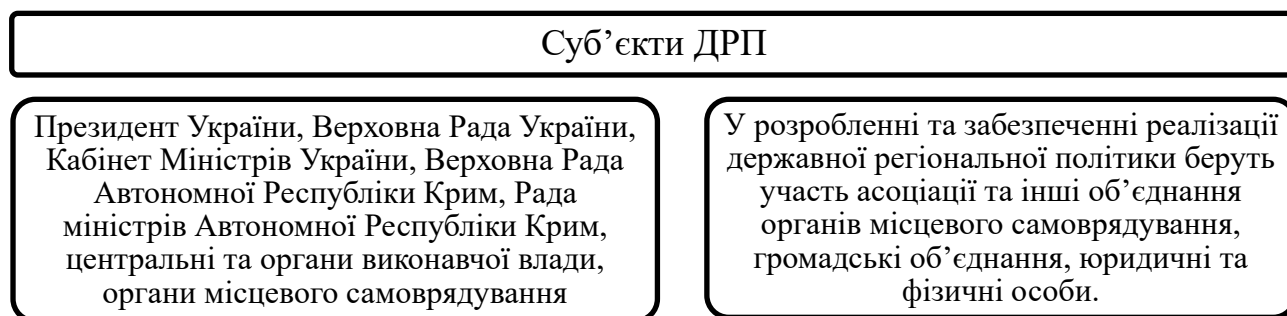 Суб’єкти ДРП
Президент України, Верховна Рада України,
Кабінет Міністрів України, Верховна Рада
Автономної Республіки Крим, Рада
міністрів Автономної Республіки Крим,
центральні та органи виконавчої влади,
органи місцевого самоврядування
У розробленні та забезпеченні реалізації
державної регіональної політики беруть
участь асоціації та інші об’єднання
органів місцевого самоврядування,
громадські об’єднання, юридичні та
фізичні особи.